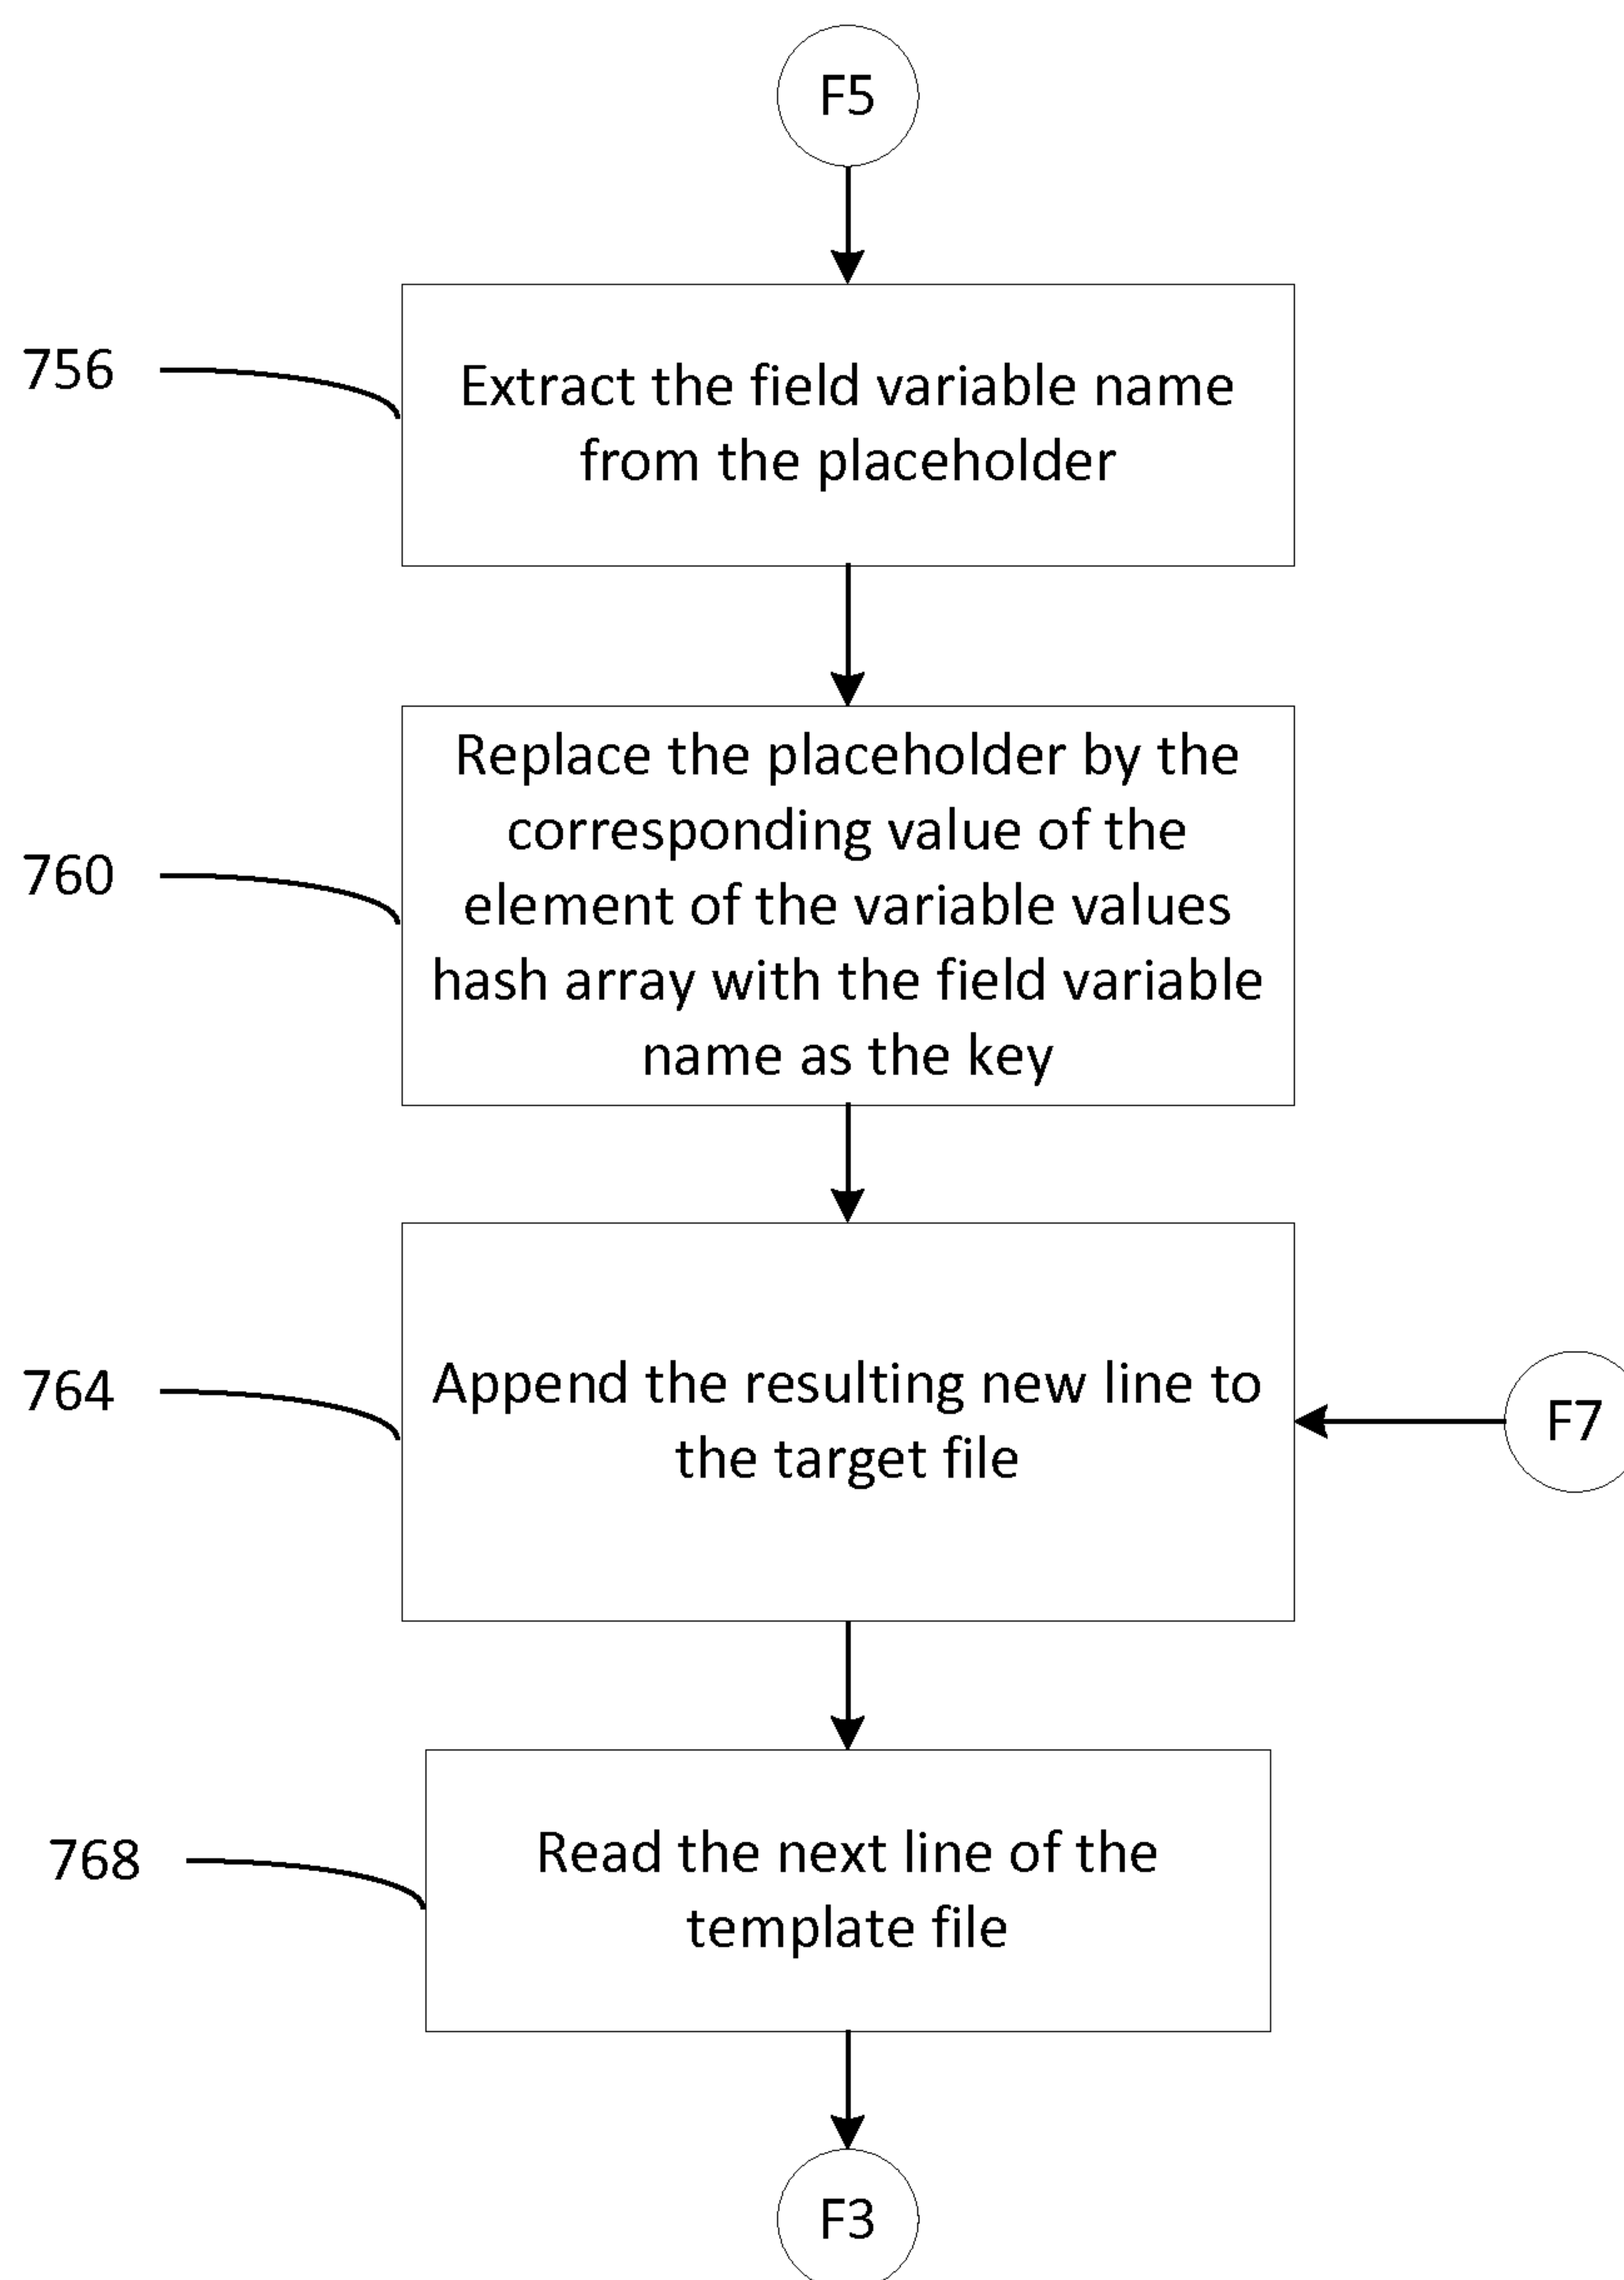 F5
756
Extract the field variable name
from the placeholder
760
Replace the placeholder by the
corresponding value of the
element of the variable values
hash array with the field variable
name as the key
764
Append the resulting new line to
the target file
F7
768
Read the next line of the
template file
F3